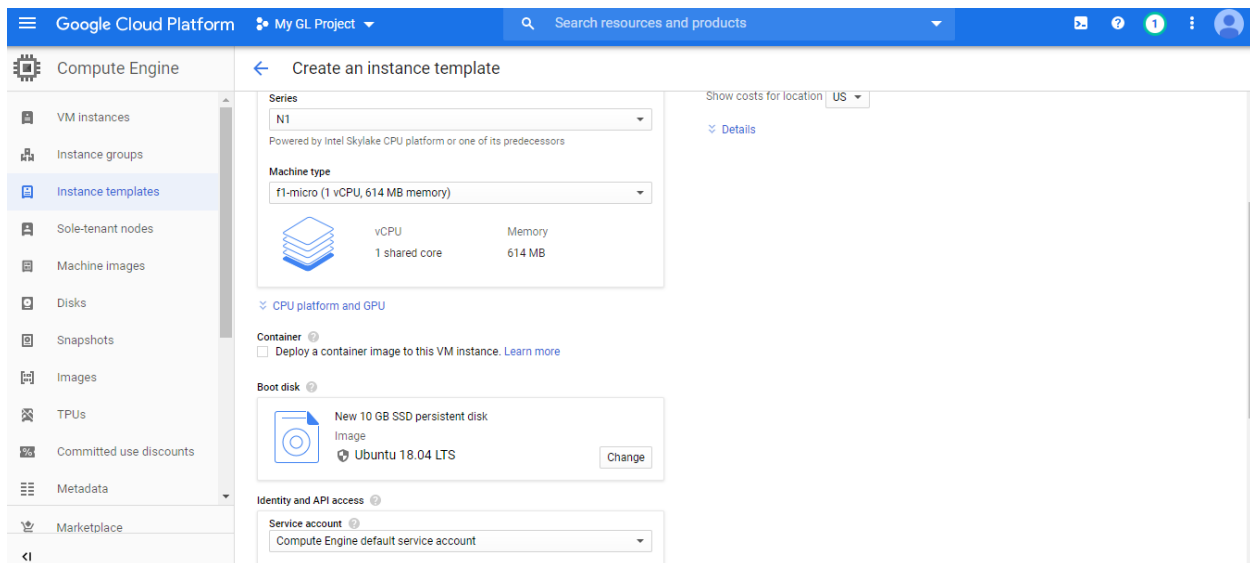 Google Cloud Platform
My GL Project
Search resources and products
1
Compute Engine
Create an instance template
VM instances
Instance groups
Instance templates
Sole-tenant nodes
Machine images
Disks
Snapshots
Images
TPUs
Committed use discounts
Metadata
Marketplace
Series
N1
Powered by Intel Skylake CPU platform or one of its predecessors
Machine type
f1-micro (1 vCPU, 614 MB memory)
vCPU Memory
1 shared core 614 MB
CPU platform and GPU
Container
Deploy a container image to this VM instance. Learn more
Boot disk
New 10 GB SSD persistent disk
Image
Ubuntu 18.04 LTS
Change
Identity and API access
Service account
Compute Engine default service account
Show costs for location US
Details